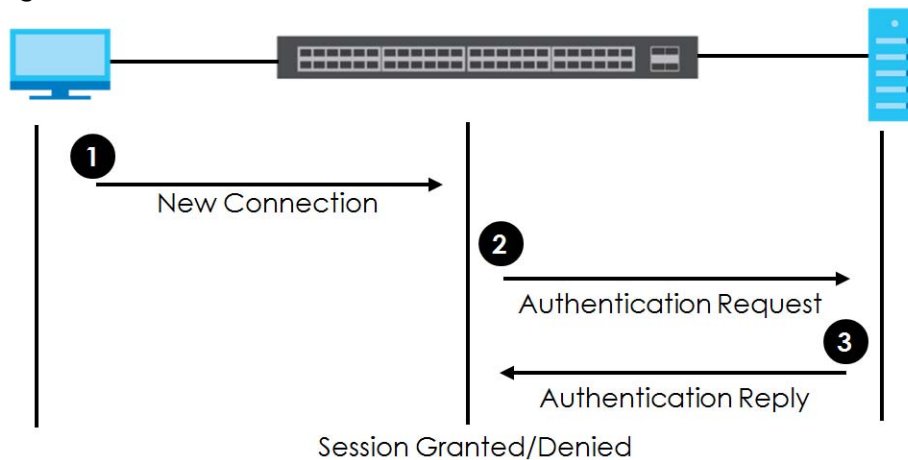 1
New Connection
2
Authentication Request
3
Authentication Reply
Session Granted/Denied